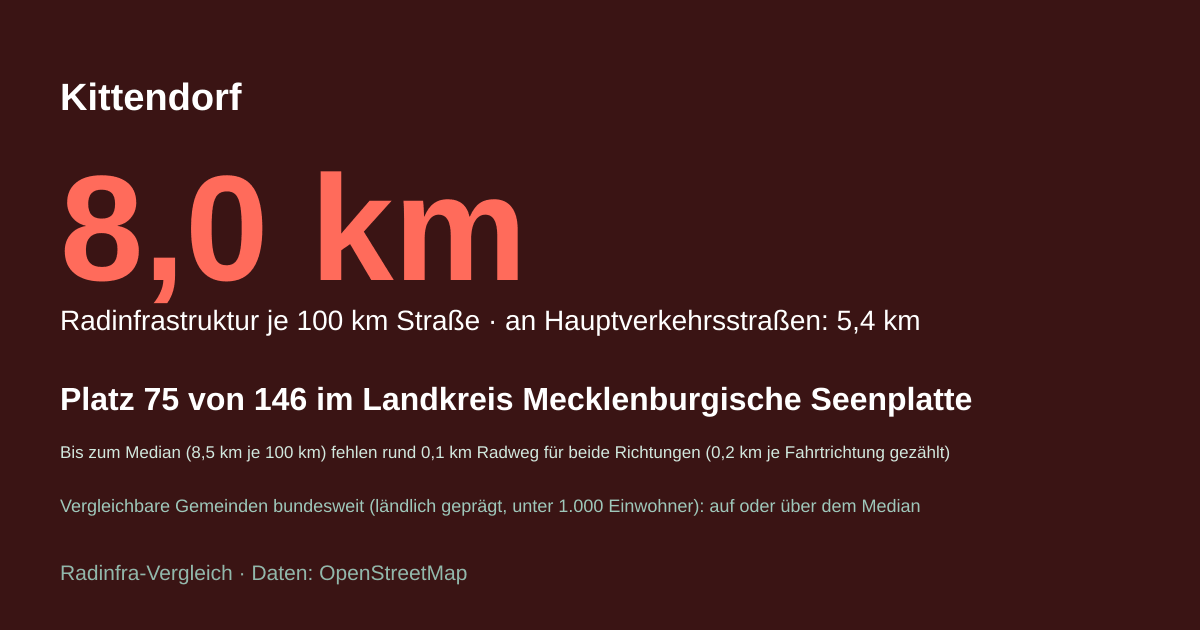 Kittendorf
8,0 km
Radinfrastruktur je 100 km Straße · an Hauptverkehrsstraßen: 5,4 km
Platz 75 von 146 im Landkreis Mecklenburgische Seenplatte
Bis zum Median (8,5 km je 100 km) fehlen rund 0,1 km Radweg für beide Richtungen (0,2 km je Fahrtrichtung gezählt)
Vergleichbare Gemeinden bundesweit (ländlich geprägt, unter 1.000 Einwohner): auf oder über dem Median
Radinfra-Vergleich · Daten: OpenStreetMap